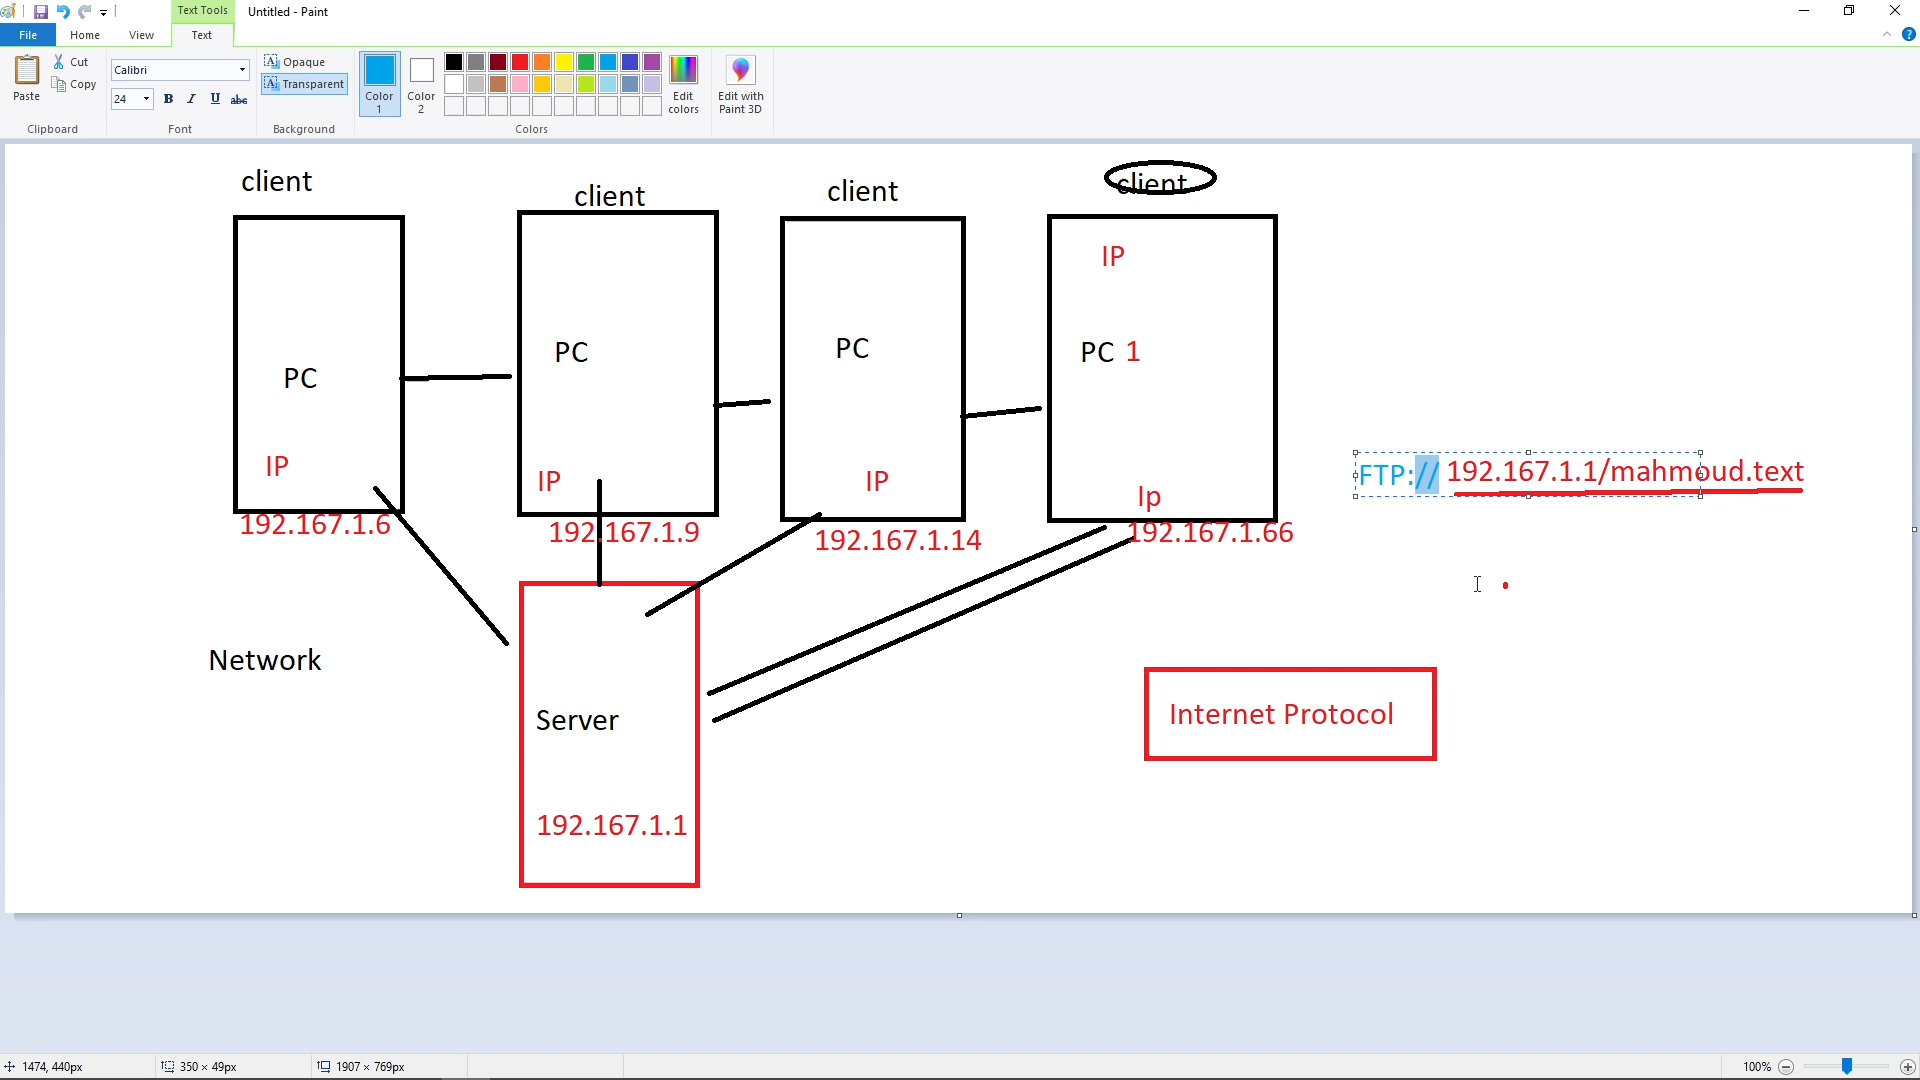 Text Tools
Untitled - Paint
File
Home
View
Text
Paste
Cut
Copy
Clipboard
Calibri
24
B I U abc
Font
Opaque
Transparent
Background
Color 1
Color 2
Edit colors
Colors
Edit with Paint 3D
client
client
client
client
IP
PC
PC
PC
PC 1
IP
IP
IP
Ip
FTP:// 192.167.1.1/mahmoud.text
192.167.1.6
192.167.1.9
192.167.1.14
192.167.1.66
Network
Server
Internet Protocol
192.167.1.1
1474, 440px
350 × 49px
1907 × 769px
100%